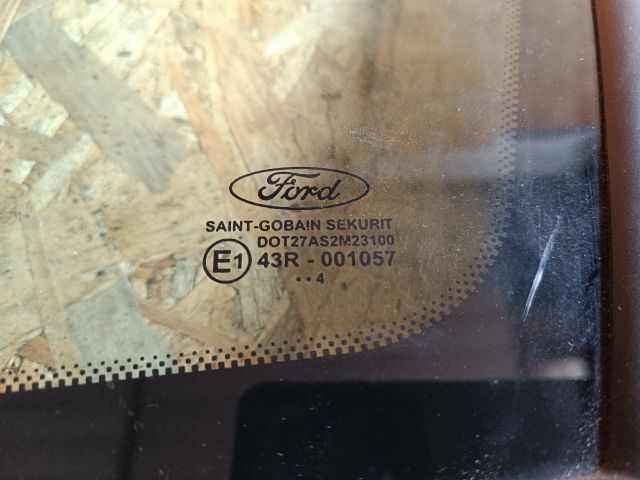 Ford
SAINT-GOBAIN SEKURIT
DOT27AS2M23100
E1 43R - 001057
••4